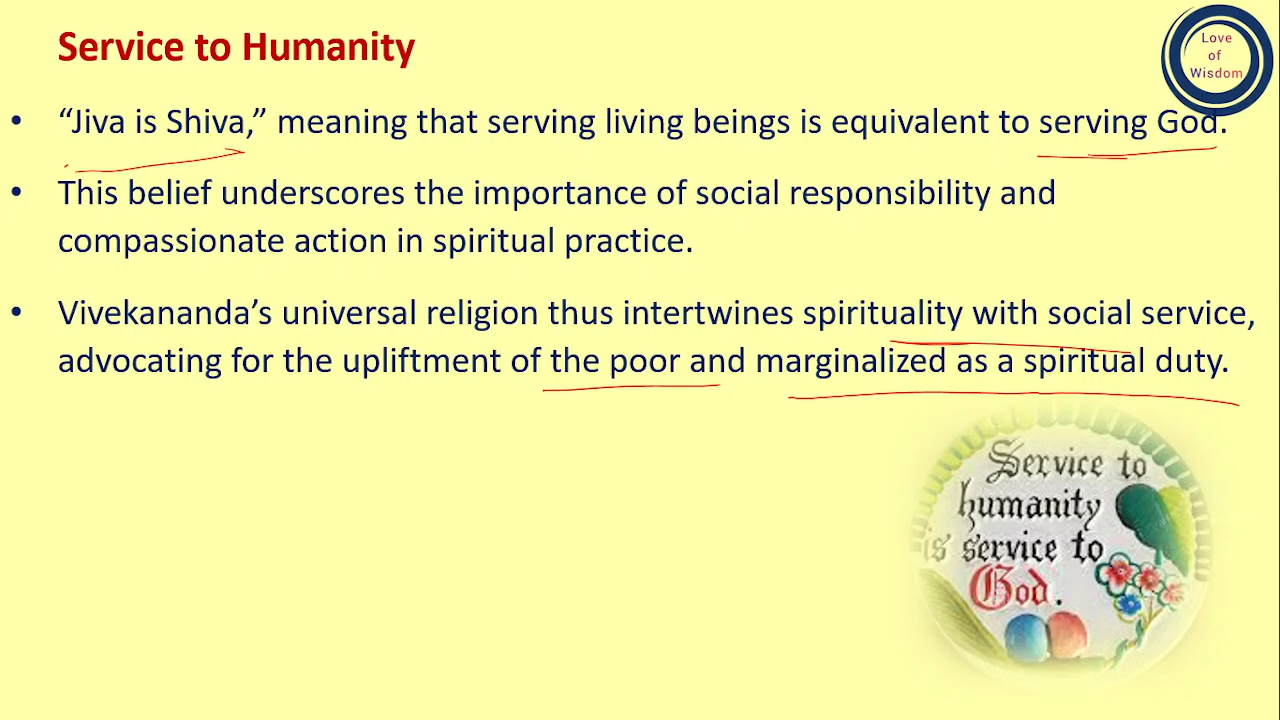 Service to Humanity
Love
of
Wisdom
• “Jiva is Shiva,” meaning that serving living beings is equivalent to serving God.
• This belief underscores the importance of social responsibility and
compassionate action in spiritual practice.
• Vivekananda’s universal religion thus intertwines spirituality with social service,
advocating for the upliftment of the poor and marginalized as a spiritual duty.
Service to
humanity
is service to
God.